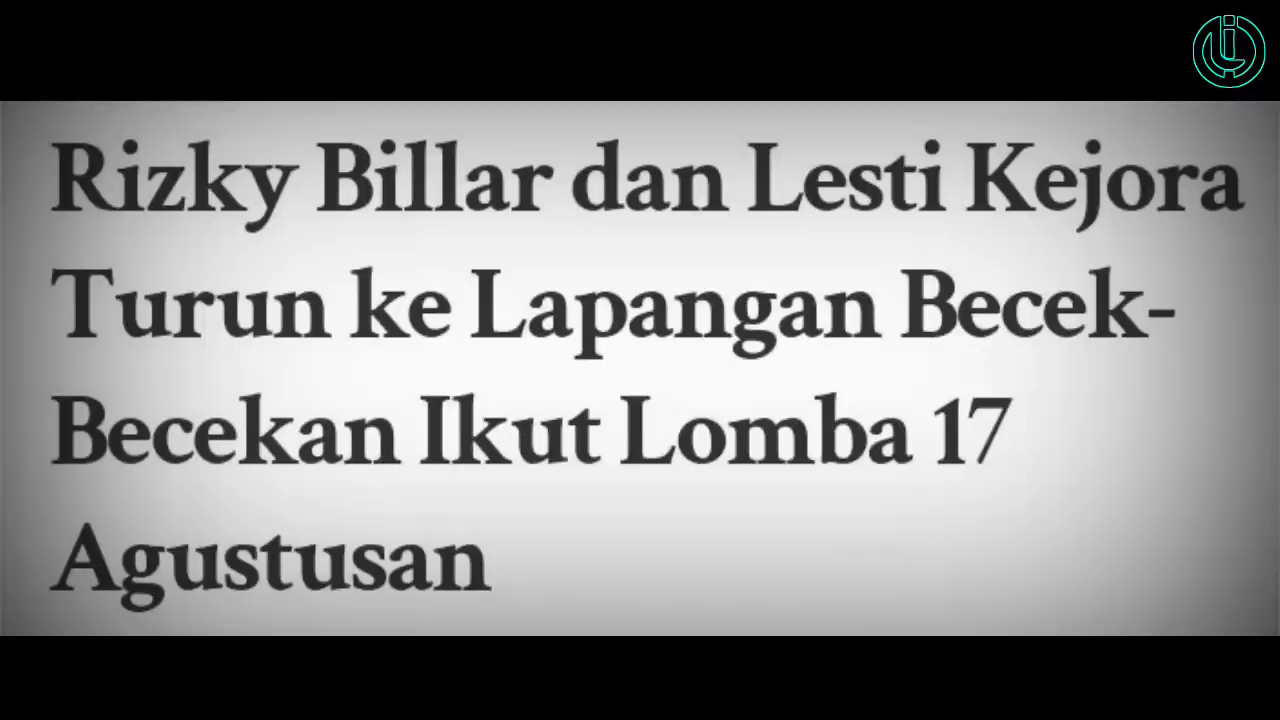 Rizky Billar dan Lesti Kejora
Turun ke Lapangan Becek-
Becekan Ikut Lomba 17
Agustusan